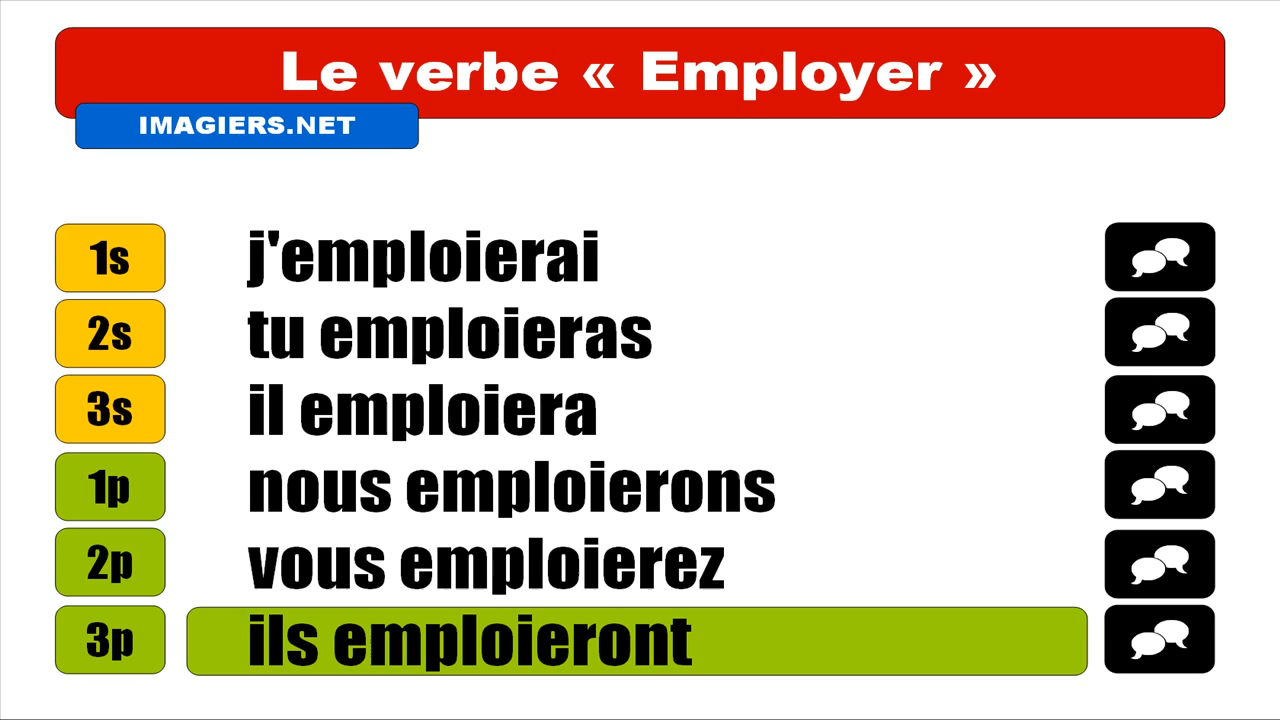 Le verbe « Employer »
IMAGIERS.NET
1s j'emploierai
2s tu emploieras
3s il emploiera
1p nous emploierons
2p vous emploierez
3p ils emploieront